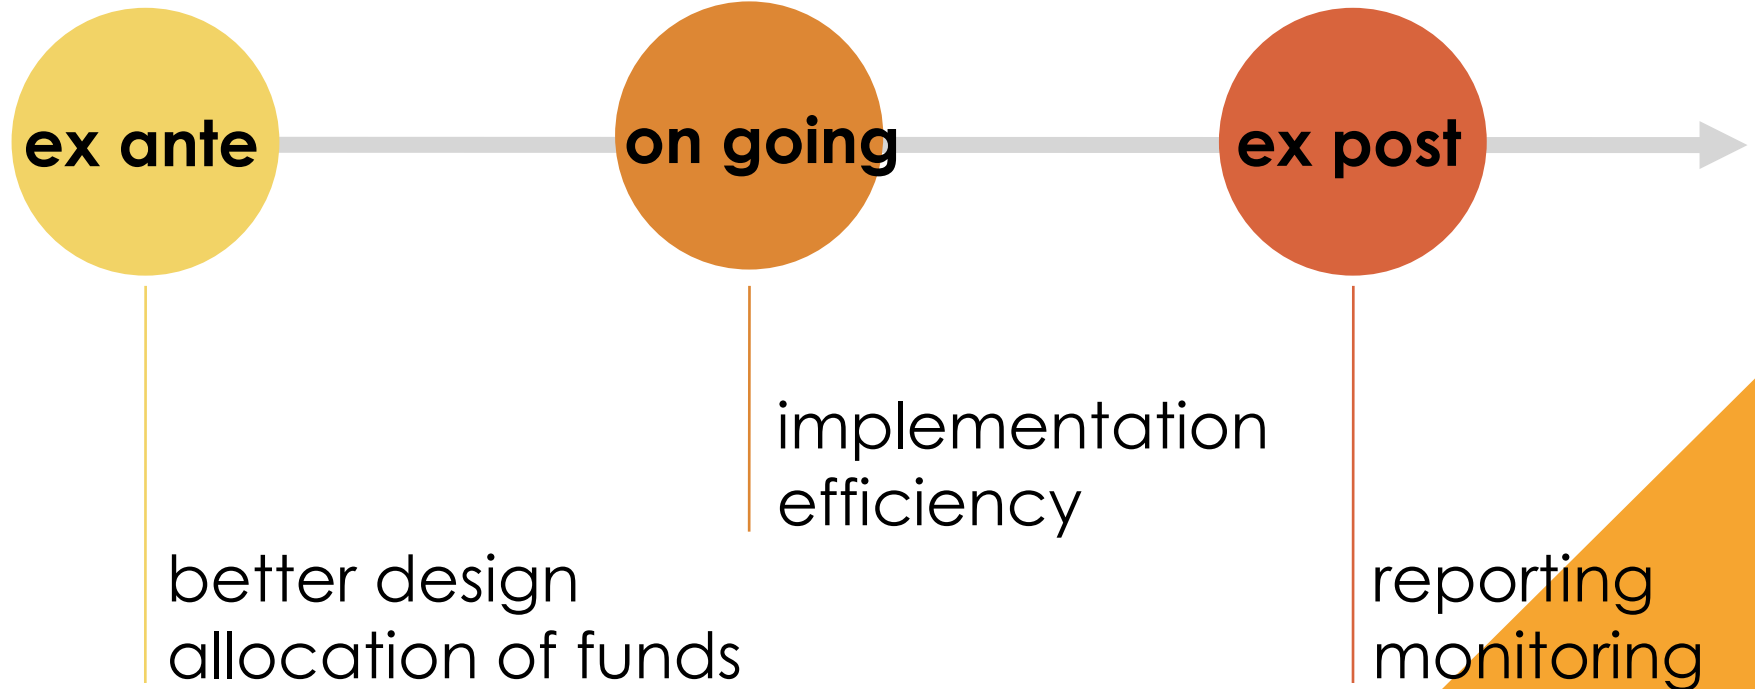 ex ante
on going
ex post
implementation
efficiency
better design
allocation of funds
reporting
monitoring